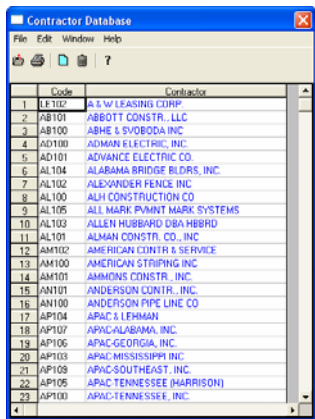 Contractor Database
File Edit Window Help
?
Code Contractor
1 LE102 A & W LEASING CORP.
2 AB101 ABBOTT CONSTR., LLC
3 AB100 ABHE & SVOBODA INC
4 AD100 ADMAN ELECTRIC, INC.
5 AD101 ADVANCE ELECTRIC CO.
6 AL104 ALABAMA BRIDGE BLDRS, INC.
7 AL102 ALEXANDER FENCE INC
8 AL100 ALH CONSTRUCTION CO
9 AL105 ALL MARK PVMNT MARK SYSTEMS
10 AL103 ALLEN HUBBARD DBA HBBRD
11 AL101 ALMAN CONSTR. CO., INC
12 AM102 AMERICAN CONTR & SERVICE
13 AM100 AMERICAN STRIPING INC
14 AM101 AMMONS CONSTR., INC.
15 AN101 ANDERSON CONTR., INC.
16 AN100 ANDERSON PIPE LINE CO
17 AP104 APAC & LEHMAN
18 AP107 APAC-ALABAMA, INC.
19 AP106 APAC-GEORGIA, INC.
20 AP103 APAC-MISSISSIPPI INC
21 AP109 APAC-SOUTHEAST, INC.
22 AP105 APAC-TENNESSEE (HARRISON)
23 AP100 APAC-TENNESSEE, INC.